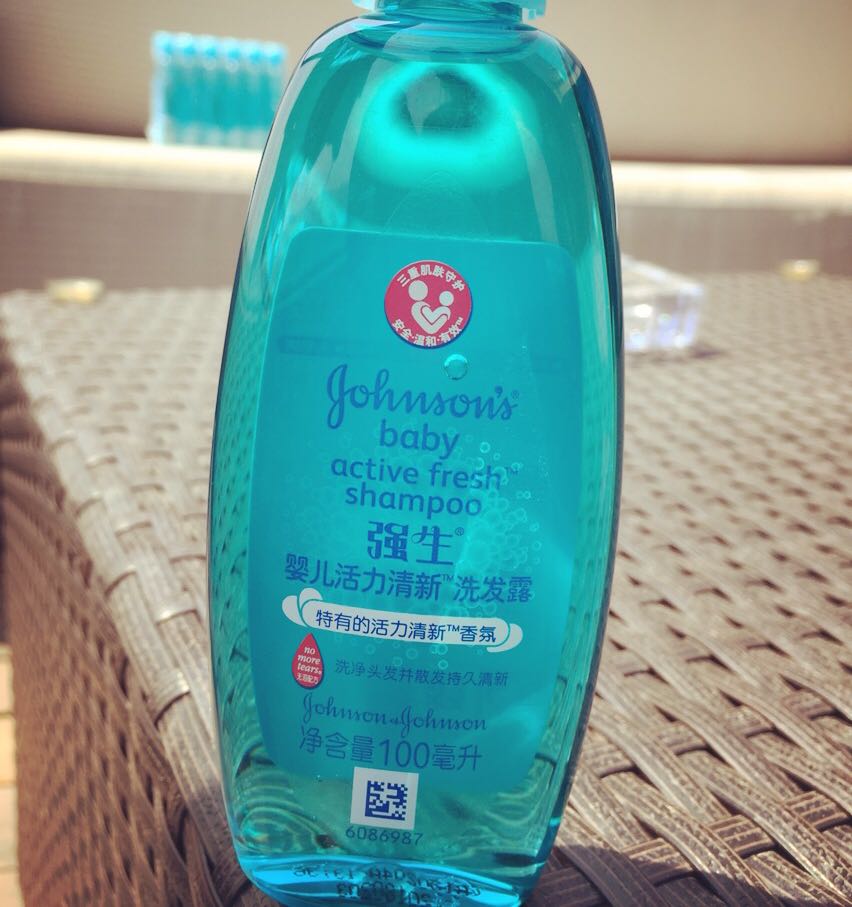 三重肌肤守护
安全·温和·有效™
Johnson's®
baby
active fresh™
shampoo
强生®
婴儿活力清新™洗发露
特有的活力清新™香氛
no
more
tears®
无泪配方
洗净头发并散发持久清新
Johnson & Johnson
净含量100毫升
6086987